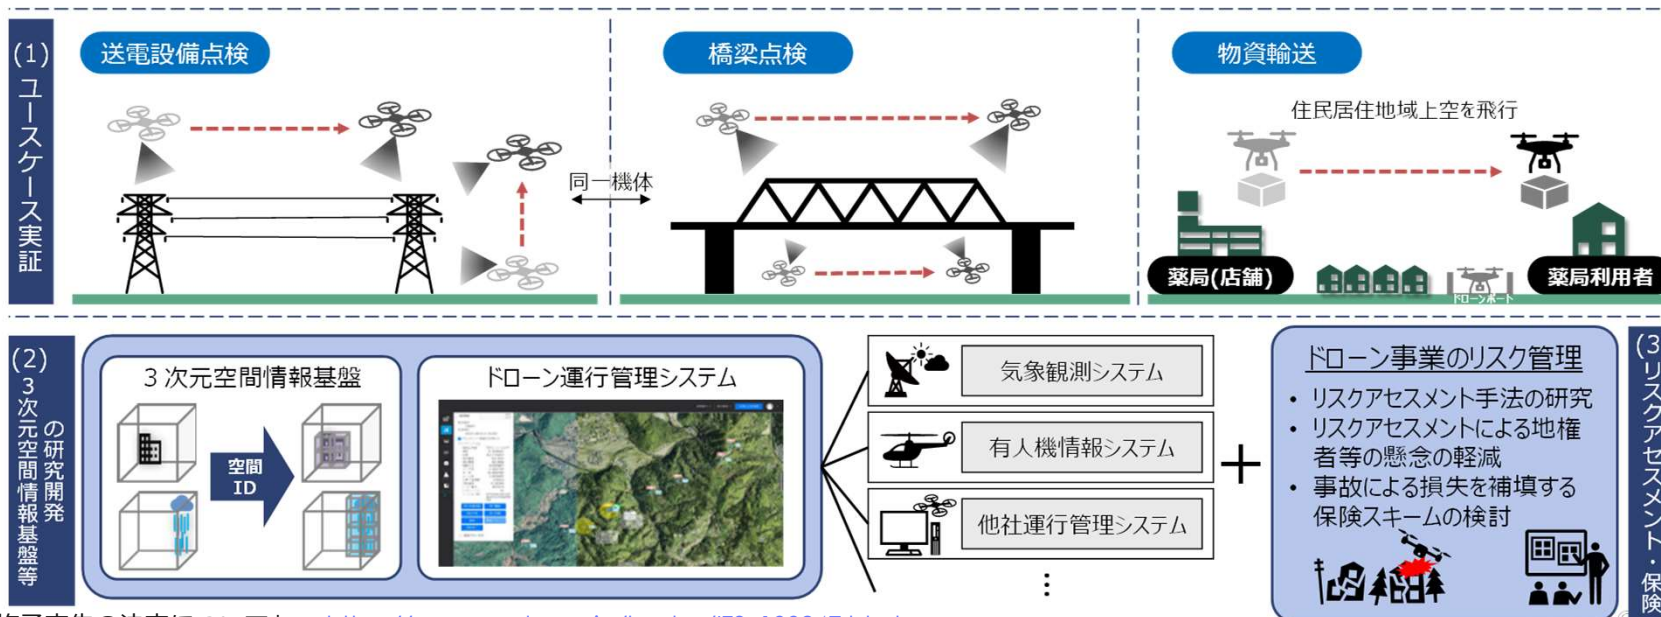 (1)ユースケース実証
送電設備点検
橋梁点検
物資輸送
同一機体
住民居住地域上空を飛行
薬局(店舗)
ドローンポート
薬局利用者
(2)3次元空間情報基盤等
の研究開発
3次元空間情報基盤
空間
ID
ドローン運行管理システム
気象観測システム
有人機情報システム
他社運行管理システム
⋮
+
ドローン事業のリスク管理
• リスクアセスメント手法の研究
• リスクアセスメントによる地権
者等の懸念の軽減
• 事故による損失を補填する
保険スキームの検討
(3
リスクアセスメント・保険